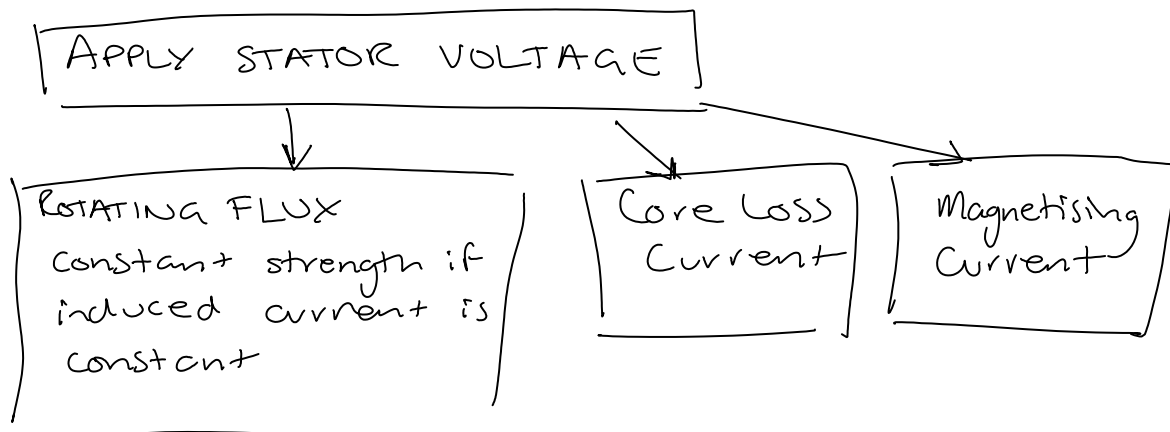 APPLY STATOR VOLTAGE
ROTATING FLUX
constant strength if
induced current is
constant
Core Loss
Current
Magnetising
Current